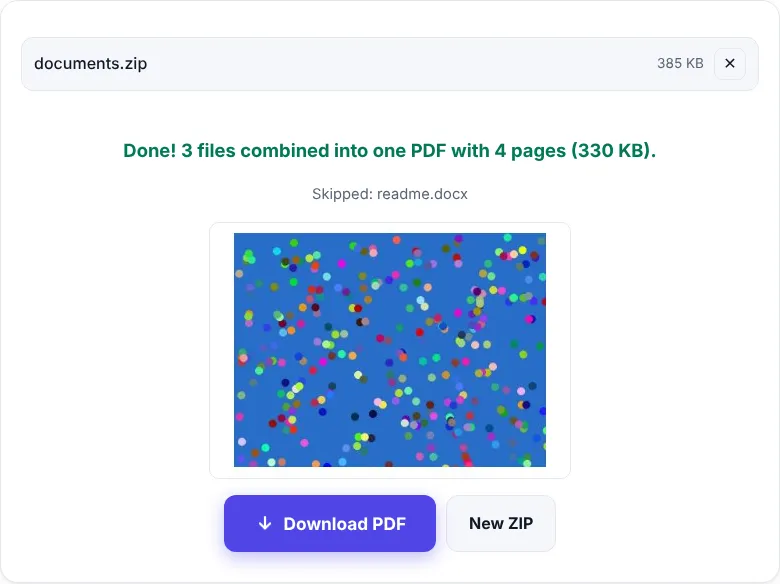 documents.zip
385 KB
Done! 3 files combined into one PDF with 4 pages (330 KB).
Skipped: readme.docx
Download PDF
New ZIP